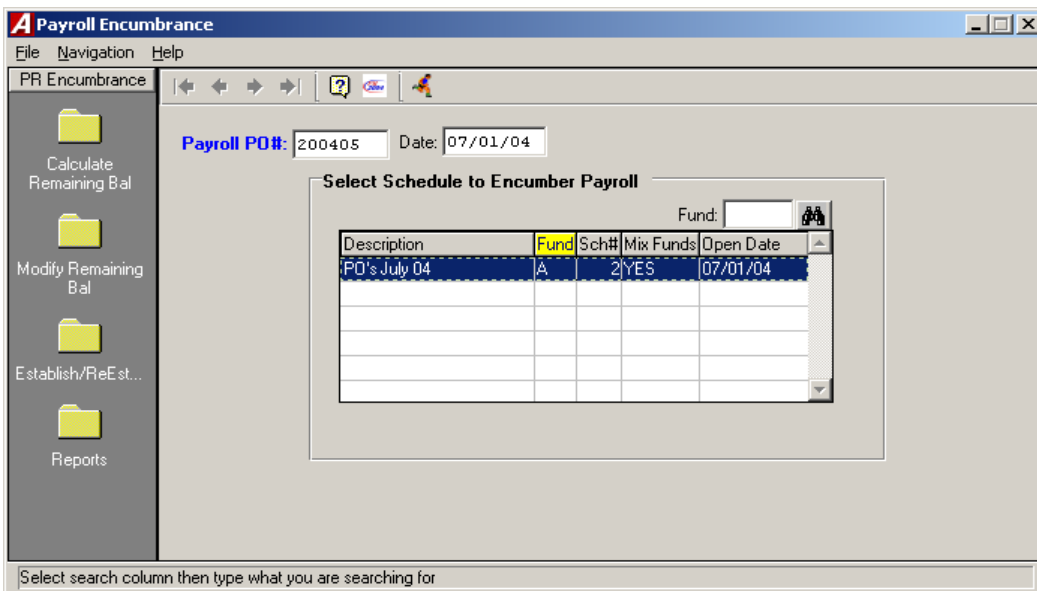 Payroll Encumbrance
File Navigation Help
PR Encumbrance
Calculate
Remaining Bal
Modify Remaining
Bal
Establish/ReEst...
Reports
Payroll PO#: 200405 Date: 07/01/04
Select Schedule to Encumber Payroll
Fund:
Description Fund Sch# Mix Funds Open Date
PO's July 04 A 2 YES 07/01/04
Select search column then type what you are searching for